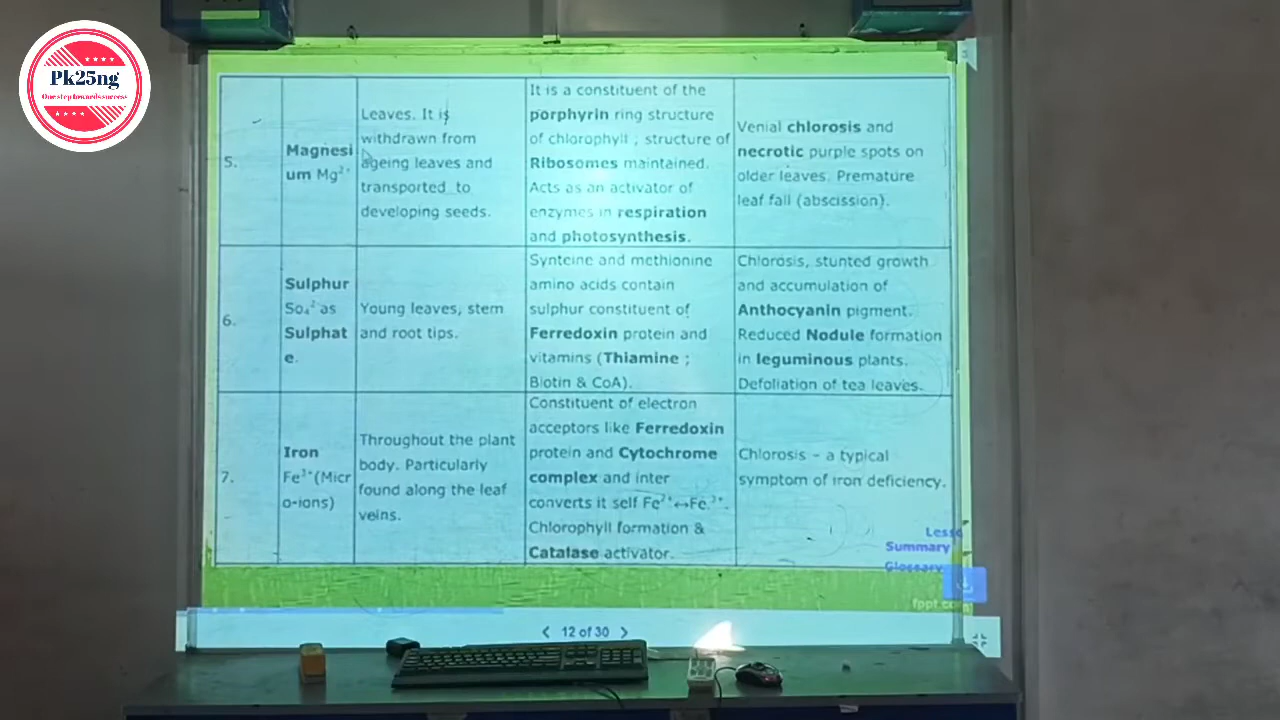 Pk25ng
One step towards success
5.
Magnesi
um Mg²⁺
Leaves. It is
withdrawn from
ageing leaves and
transported to
developing seeds.
It is a constituent of the
porphyrin ring structure
of chlorophyll ; structure of
Ribosomes maintained.
Acts as an activator of
enzymes in respiration
and photosynthesis.
Venial chlorosis and
necrotic purple spots on
older leaves. Premature
leaf fall (abscission).
6.
Sulphur
So₄²⁻as
Sulphat
e.
Young leaves, stem
and root tips.
Synteine and methionine
amino acids contain
sulphur constituent of
Ferredoxin protein and
vitamins (Thiamine ;
Biotin & CoA).
Chlorosis, stunted growth
and accumulation of
Anthocyanin pigment.
Reduced Nodule formation
in leguminous plants.
Defoliation of tea leaves.
7.
Iron
Fe³⁺(Micr
o-ions)
Throughout the plant
body. Particularly
found along the leaf
veins.
Constituent of electron
acceptors like Ferredoxin
protein and Cytochrome
complex and inter
converts it self Fe²⁺↔Fe³⁺.
Chlorophyll formation &
Catalase activator.
Chlorosis – a typical
symptom of iron deficiency.
Summary
Glossary
fppt.com
< 12 of 30 >